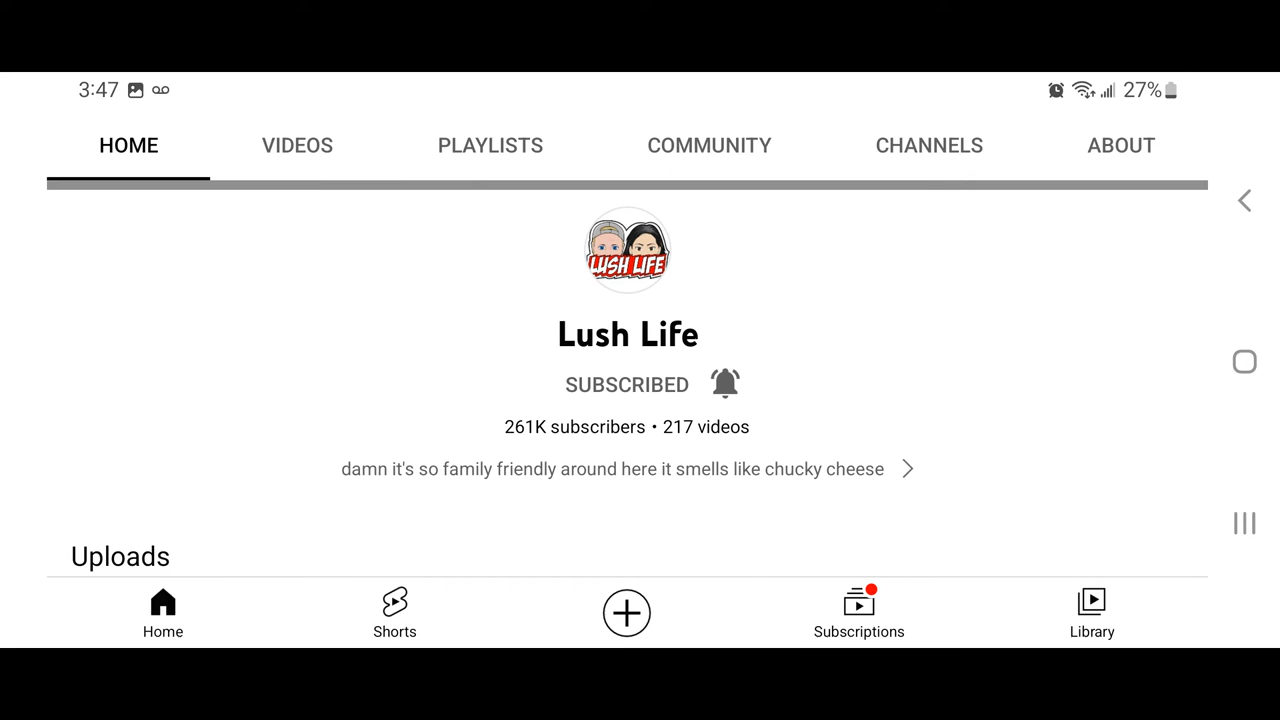 3:47 27%
HOME VIDEOS PLAYLISTS COMMUNITY CHANNELS ABOUT
LUSH LIFE
Lush Life
SUBSCRIBED
261K subscribers • 217 videos
damn it's so family friendly around here it smells like chucky cheese
Uploads
Home Shorts Subscriptions Library